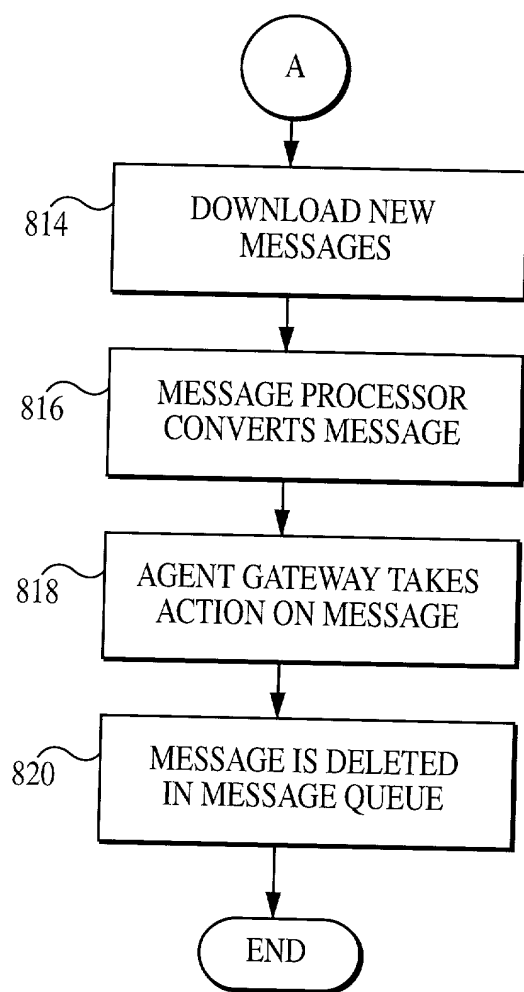 A
814
DOWNLOAD NEW
MESSAGES
816
MESSAGE PROCESSOR
CONVERTS MESSAGE
818
AGENT GATEWAY TAKES
ACTION ON MESSAGE
820
MESSAGE IS DELETED
IN MESSAGE QUEUE
END